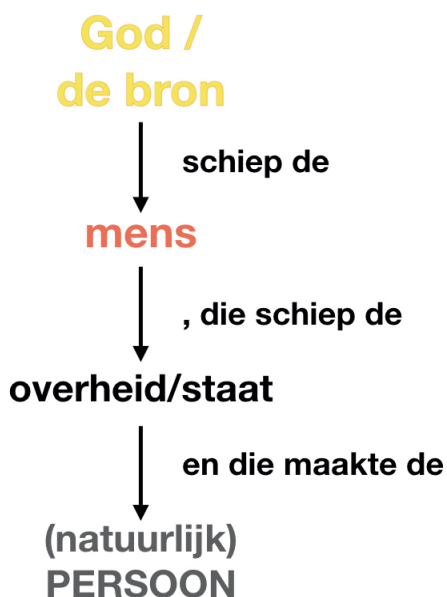 God /
de bron
schiep de
mens
, die schiep de
overheid/staat
en die maakte de
(natuurlijk)
PERSOON